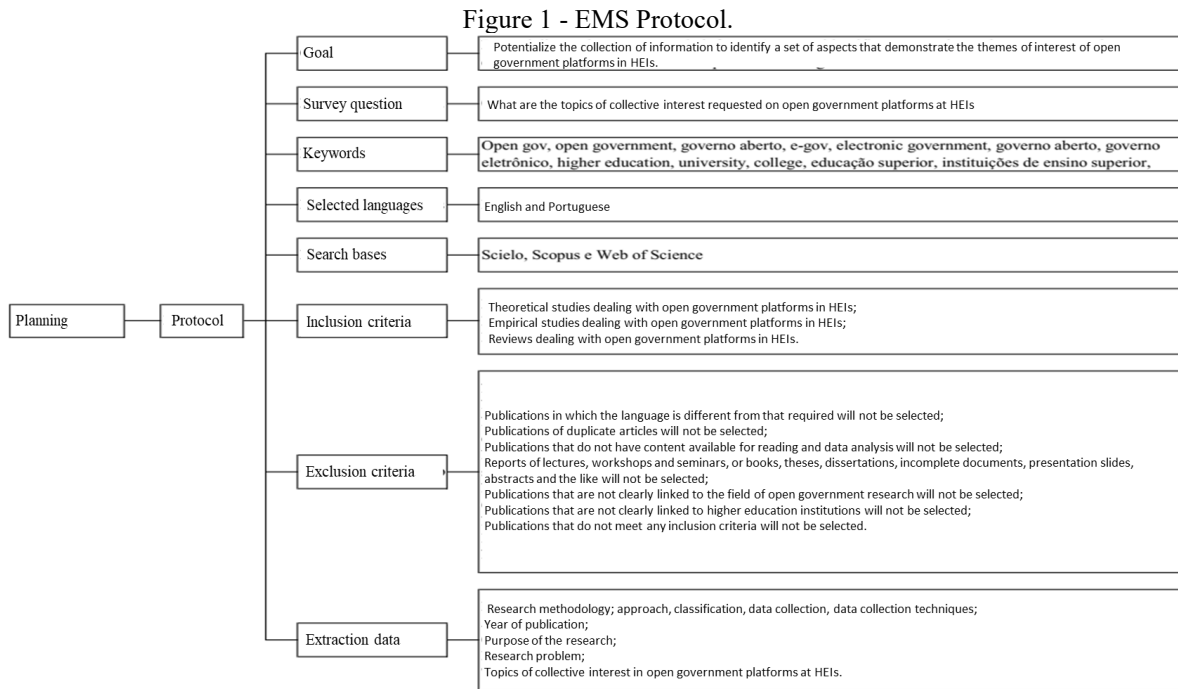 Figure 1 - EMS Protocol.
Planning
Protocol
Goal
Potentialize the collection of information to identify a set of aspects that demonstrate the themes of interest of open
government platforms in HEIs.
Survey question
What are the topics of collective interest requested on open government platforms at HEIs
Keywords
Open gov, open government, governo aberto, e-gov, electronic government, governo aberto, governo
eletrônico, higher education, university, college, educação superior, instituições de ensino superior,
Selected languages
English and Portuguese
Search bases
Scielo, Scopus e Web of Science
Inclusion criteria
Theoretical studies dealing with open government platforms in HEIs;
Empirical studies dealing with open government platforms in HEIs;
Reviews dealing with open government platforms in HEIs.
Exclusion criteria
Publications in which the language is different from that required will not be selected;
Publications of duplicate articles will not be selected;
Publications that do not have content available for reading and data analysis will not be selected;
Reports of lectures, workshops and seminars, or books, theses, dissertations, incomplete documents, presentation slides,
abstracts and the like will not be selected;
Publications that are not clearly linked to the field of open government research will not be selected;
Publications that are not clearly linked to higher education institutions will not be selected;
Publications that do not meet any inclusion criteria will not be selected.
Extraction data
Research methodology; approach, classification, data collection, data collection techniques;
Year of publication;
Purpose of the research;
Research problem;
Topics of collective interest in open government platforms at HEIs.